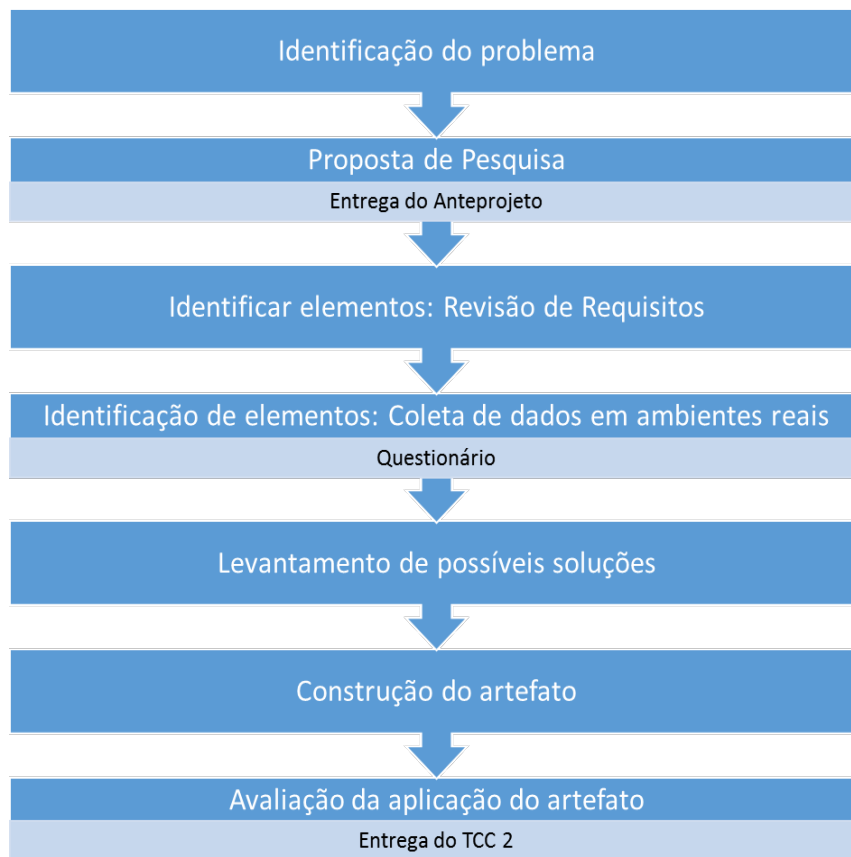 Identificação do problema
Proposta de Pesquisa
Entrega do Anteprojeto
Identificar elementos: Revisão de Requisitos
Identificação de elementos: Coleta de dados em ambientes reais
Questionário
Levantamento de possíveis soluções
Construção do artefato
Avaliação da aplicação do artefato
Entrega do TCC 2